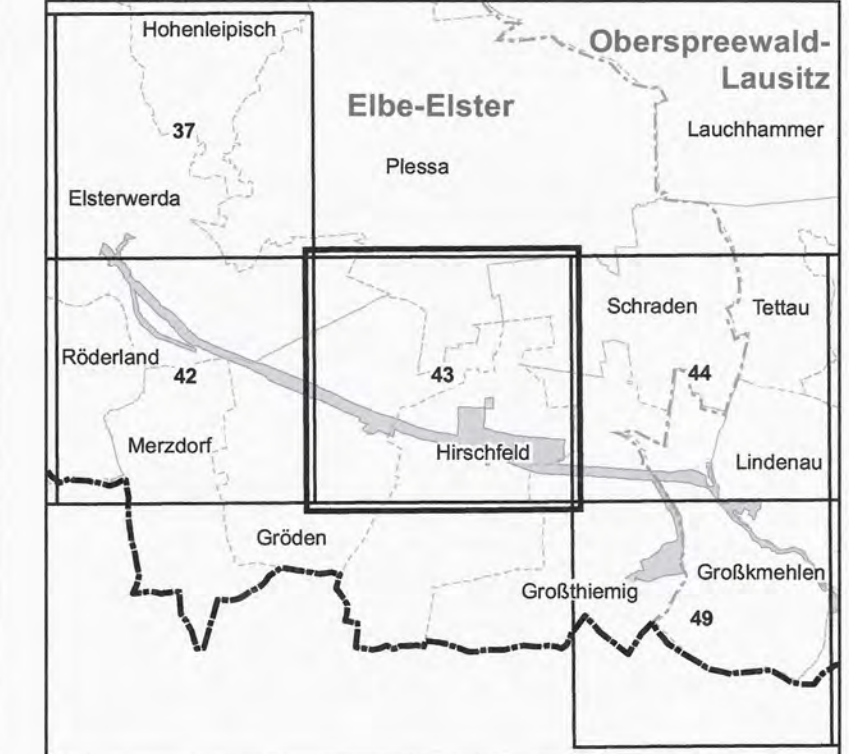 Hohenleipisch
Oberspreewald-
Lausitz
Elbe-Elster
37
Lauchhammer
Plessa
Elsterwerda
Schraden
Tettau
Röderland
42
43
44
Merzdorf
Hirschfeld
Lindenau
Gröden
Großthiemig
Großkmehlen
49